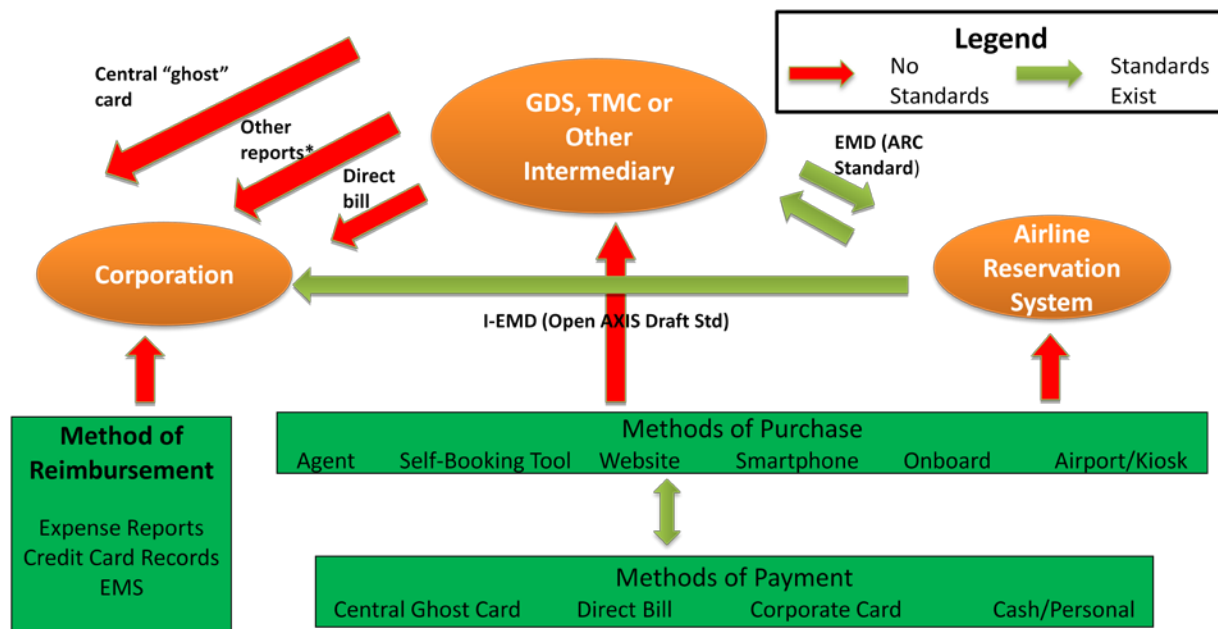 Legend
No
Standards
Standards
Exist
Central “ghost”
card
Other
reports*
Direct
bill
GDS, TMC or
Other
Intermediary
EMD (ARC
Standard)
Corporation
Airline
Reservation
System
I-EMD (Open AXIS Draft Std)
Method of
Reimbursement
Expense Reports
Credit Card Records
EMS
Methods of Purchase
Agent Self-Booking Tool Website Smartphone Onboard Airport/Kiosk
Methods of Payment
Central Ghost Card Direct Bill Corporate Card Cash/Personal